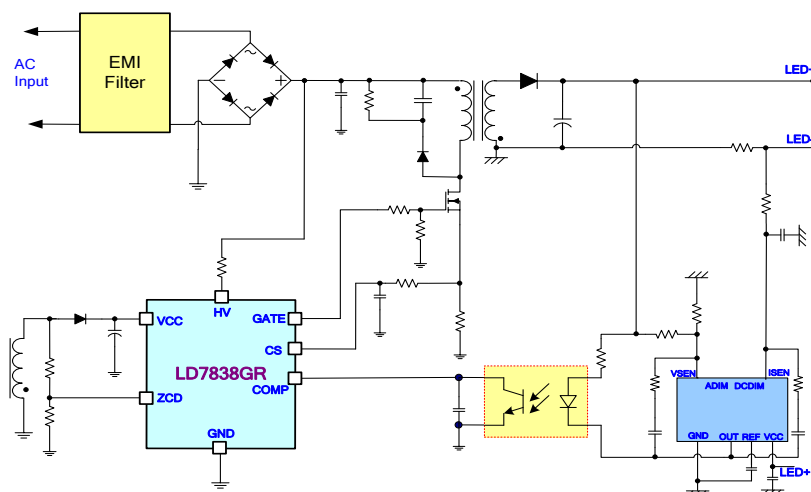 AC
Input
EMI
Filter
~
~
LED+
LED-
HV
VCC
GATE
LD7838GR
CS
COMP
ZCD
GND
VSEN
ISEN
ADIM DCDIM
GND
OUT REF VCC
LED+